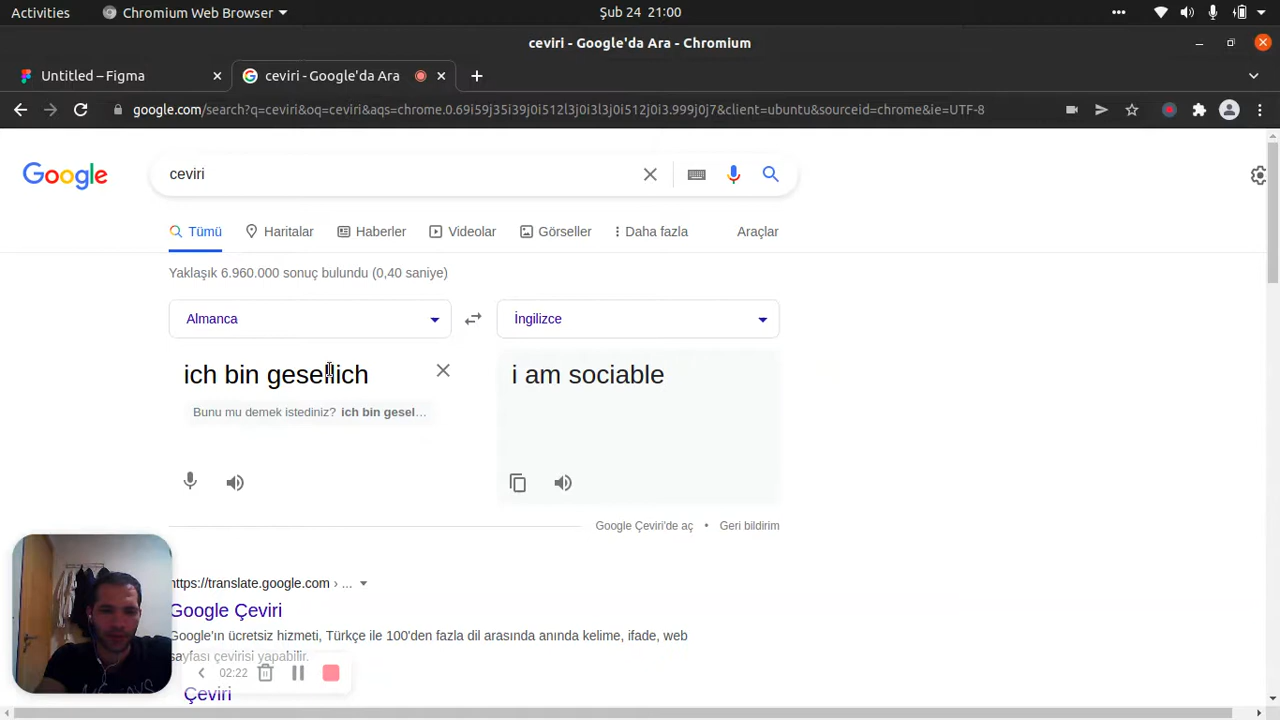 Activities
Chromium Web Browser
Şub 24 21:00
ceviri - Google'da Ara - Chromium
Untitled – Figma
ceviri - Google'da Ara
google.com/search?q=ceviri&oq=ceviri&aqs=chrome.0.69i59j35i39j0i512l3j0i3l3j0i512j0i3.999j0j7&client=ubuntu&sourceid=chrome&ie=UTF-8
Google
ceviri
Tümü
Haritalar
Haberler
Videolar
Görseller
Daha fazla
Araçlar
Yaklaşık 6.960.000 sonuç bulundu (0,40 saniye)
Almanca
İngilizce
ich bin gesellich
i am sociable
Bunu mu demek istediniz? ich bin gesel...
Google Çeviri'de aç • Geri bildirim
https://translate.google.com › ...
Google Çeviri
Google'ın ücretsiz hizmeti, Türkçe ile 100'den fazla dil arasında anında kelime, ifade, web
sayfası çevirisi yapabilir.
02:22
Çeviri